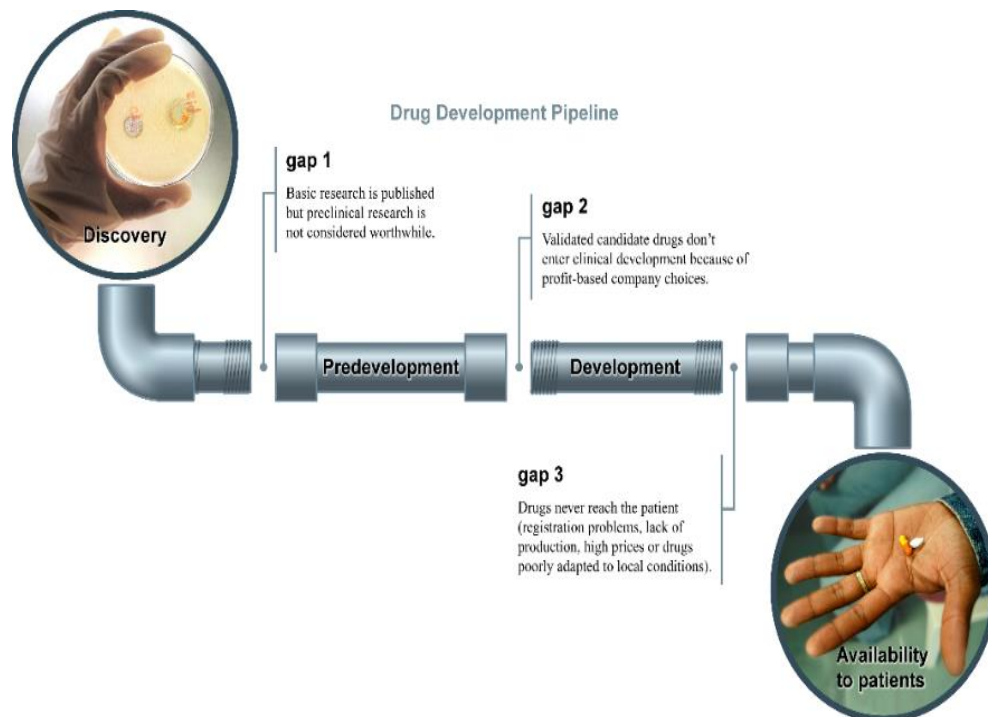 Drug Development Pipeline
Discovery
gap 1
Basic research is published
but preclinical research is
not considered worthwhile.
gap 2
Validated candidate drugs don't
enter clinical development because of
profit-based company choices.
Predevelopment
Development
gap 3
Drugs never reach the patient
(registration problems, lack of
production, high prices or drugs
poorly adapted to local conditions).
Availability
to patients